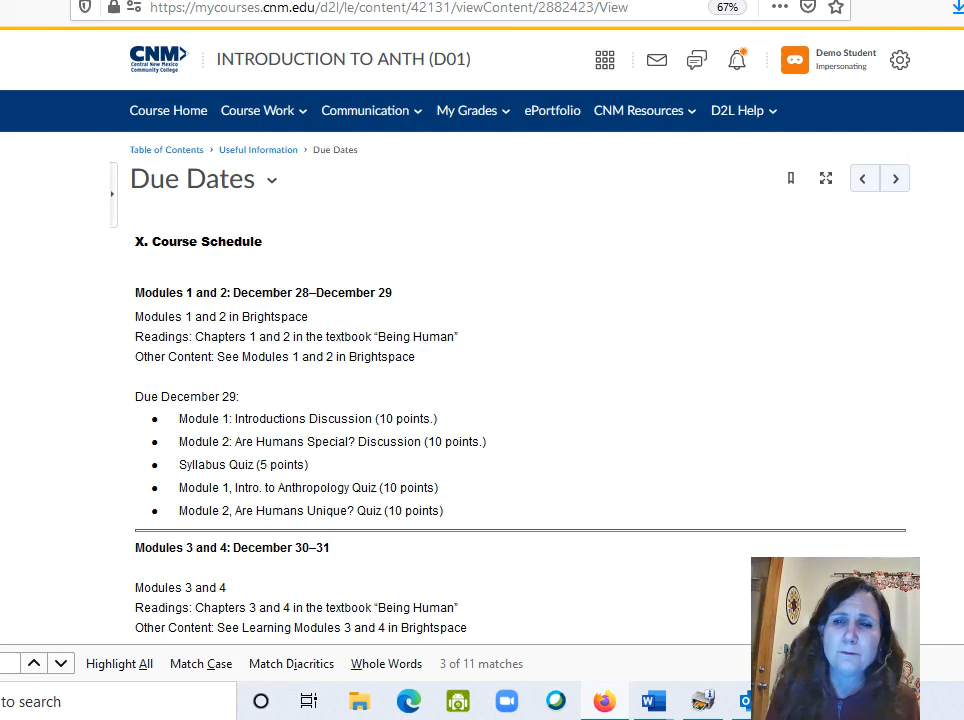 https://mycourses.cnm.edu/d2l/le/content/42131/viewContent/2882423/View
67%
CNM
Central New Mexico
Community College
INTRODUCTION TO ANTH (D01)
Demo Student
Impersonating
Course Home Course Work Communication My Grades ePortfolio CNM Resources D2L Help
Table of Contents › Useful Information › Due Dates
Due Dates
X. Course Schedule
Modules 1 and 2: December 28–December 29
Modules 1 and 2 in Brightspace
Readings: Chapters 1 and 2 in the textbook “Being Human”
Other Content: See Modules 1 and 2 in Brightspace
Due December 29:
• Module 1: Introductions Discussion (10 points.)
• Module 2: Are Humans Special? Discussion (10 points.)
• Syllabus Quiz (5 points)
• Module 1, Intro. to Anthropology Quiz (10 points)
• Module 2, Are Humans Unique? Quiz (10 points)
Modules 3 and 4: December 30–31
Modules 3 and 4
Readings: Chapters 3 and 4 in the textbook “Being Human”
Other Content: See Learning Modules 3 and 4 in Brightspace
Highlight All Match Case Match Diacritics Whole Words 3 of 11 matches
to search